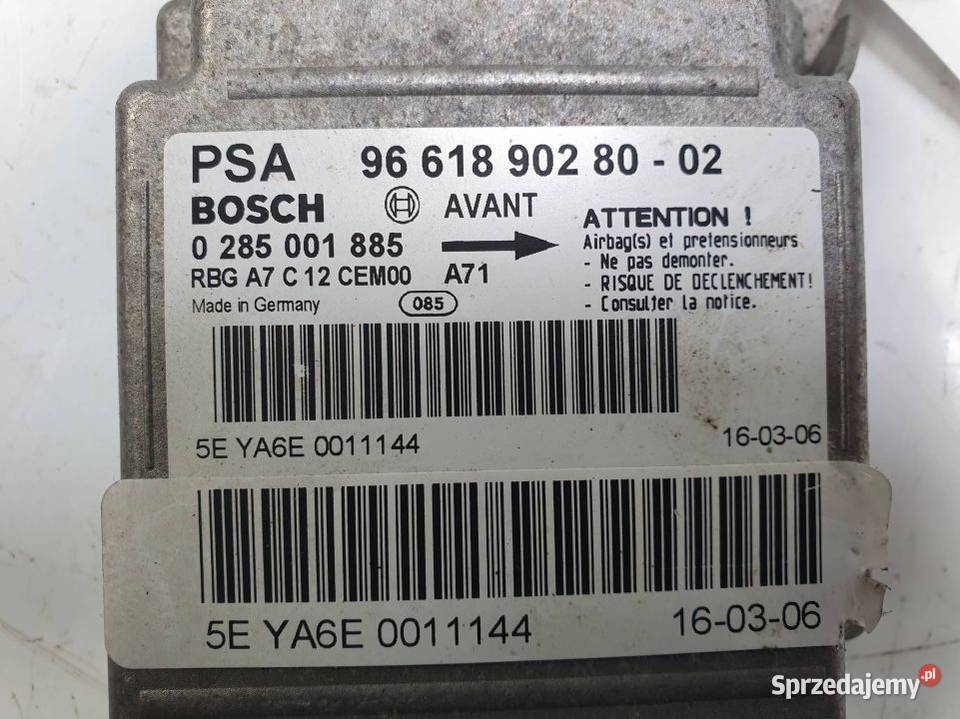 PSA 96 618 902 80 - 02
BOSCH AVANT
0 285 001 885
RBG A7 C 12 CEM00 A71
Made in Germany 085
ATTENTION !
Airbag(s) et pretensionneurs
- Ne pas demonter.
- RISQUE DE DECLENCHEMENT!
- Consulter la notice.
5E YA6E 0011144 16-03-06
5E YA6E 0011144 16-03-06
Sprzedajemy.pl